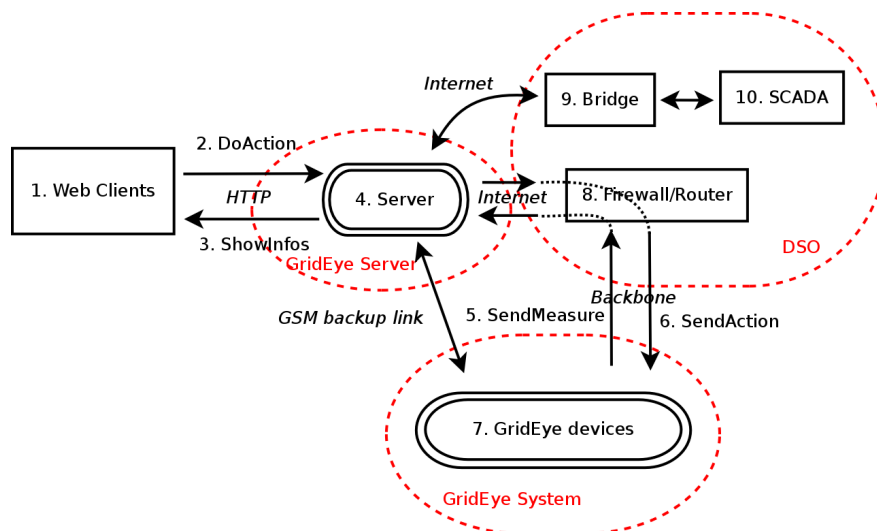 Internet
9. Bridge
10. SCADA
2. DoAction
1. Web Clients
HTTP
4. Server
Internet
8. Firewall/Router
3. ShowInfos
GridEye Server
DSO
Backbone
GSM backup link
5. SendMeasure
6. SendAction
7. GridEye devices
GridEye System